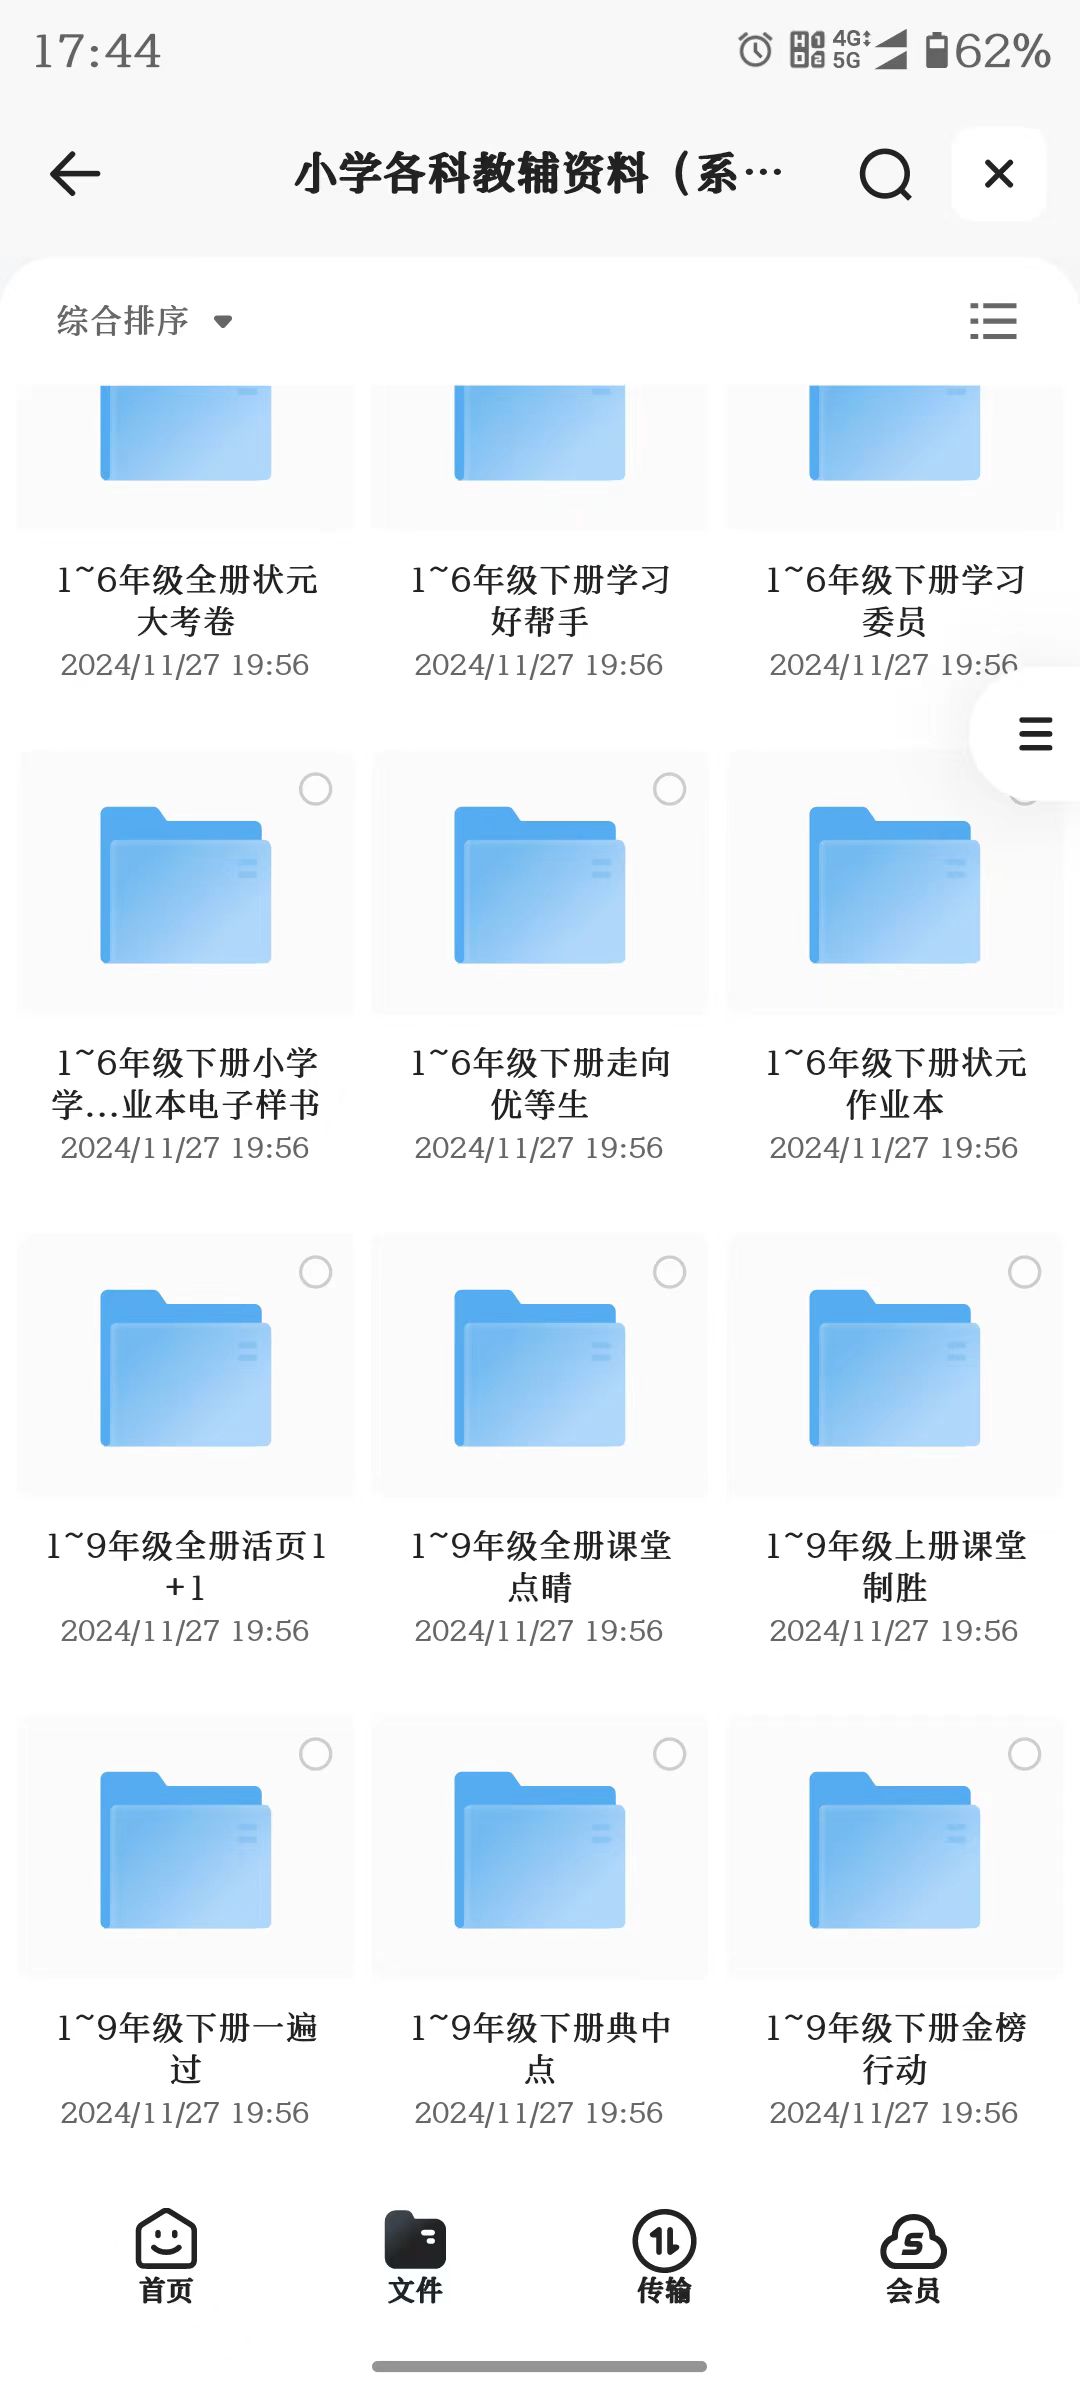 17:44
4G
5G
62%
小学各科教辅资料（系…
综合排序
1~6年级全册状元
大考卷
2024/11/27 19:56
1~6年级下册学习
好帮手
2024/11/27 19:56
1~6年级下册学习
委员
2024/11/27 19:56
1~6年级下册小学
学…业本电子样书
2024/11/27 19:56
1~6年级下册走向
优等生
2024/11/27 19:56
1~6年级下册状元
作业本
2024/11/27 19:56
1~9年级全册活页1
+1
2024/11/27 19:56
1~9年级全册课堂
点睛
2024/11/27 19:56
1~9年级上册课堂
制胜
2024/11/27 19:56
1~9年级下册一遍
过
2024/11/27 19:56
1~9年级下册典中
点
2024/11/27 19:56
1~9年级下册金榜
行动
2024/11/27 19:56
首页
文件
传输
会员